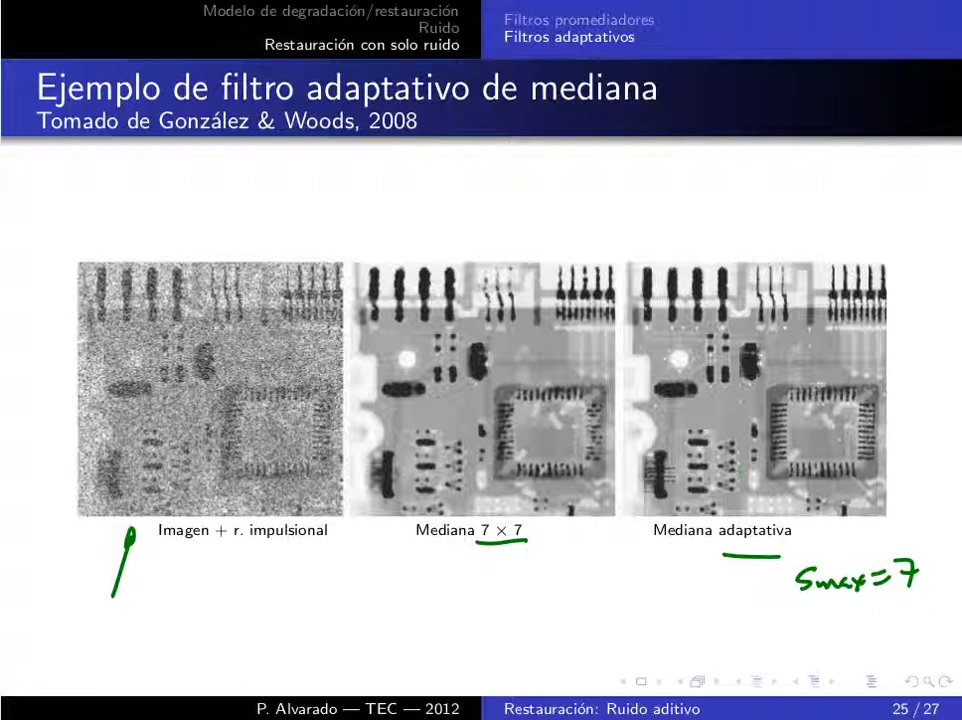 Modelo de degradación/restauración
Ruido
Restauración con solo ruido
Filtros promediadores
Filtros adaptativos
Ejemplo de filtro adaptativo de mediana
Tomado de González & Woods, 2008
Imagen + r. impulsional
Mediana 7 × 7
Mediana adaptativa
Smax=7
P. Alvarado — TEC — 2012
Restauración: Ruido aditivo
25 / 27